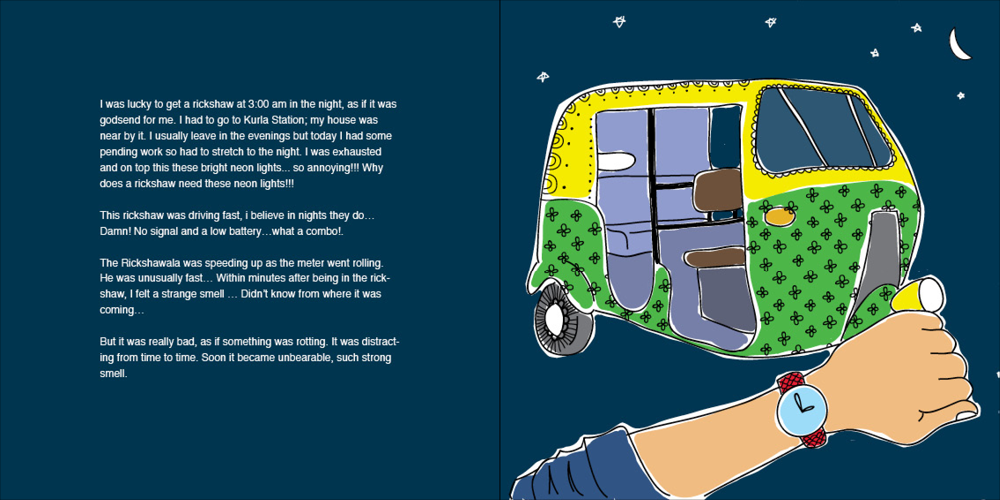 I was lucky to get a rickshaw at 3:00 am in the night, as if it was
godsend for me. I had to go to Kurla Station; my house was
near by it. I usually leave in the evenings but today I had some
pending work so had to stretch to the night. I was exhausted
and on top this these bright neon lights... so annoying!!! Why
does a rickshaw need these neon lights!!!
This rickshaw was driving fast, i believe in nights they do…
Damn! No signal and a low battery…what a combo!.
The Rickshawala was speeding up as the meter went rolling.
He was unusually fast… Within minutes after being in the rick-
shaw, I felt a strange smell … Didn't know from where it was
coming…
But it was really bad, as if something was rotting. It was distract-
ing from time to time. Soon it became unbearable, such strong
smell.